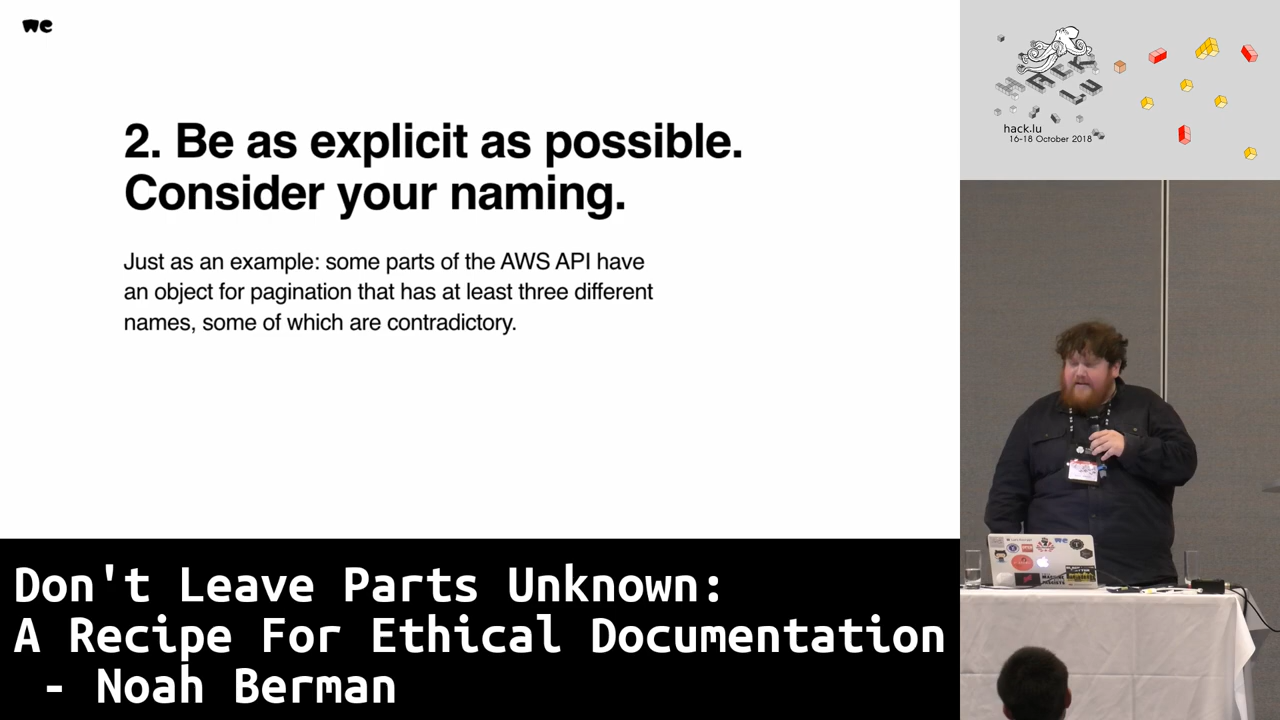 we
2. Be as explicit as possible.
Consider your naming.
Just as an example: some parts of the AWS API have
an object for pagination that has at least three different
names, some of which are contradictory.
HACK
LU
hack.lu
16-18 October 2018
Don't Leave Parts Unknown:
A Recipe For Ethical Documentation
- Noah Berman